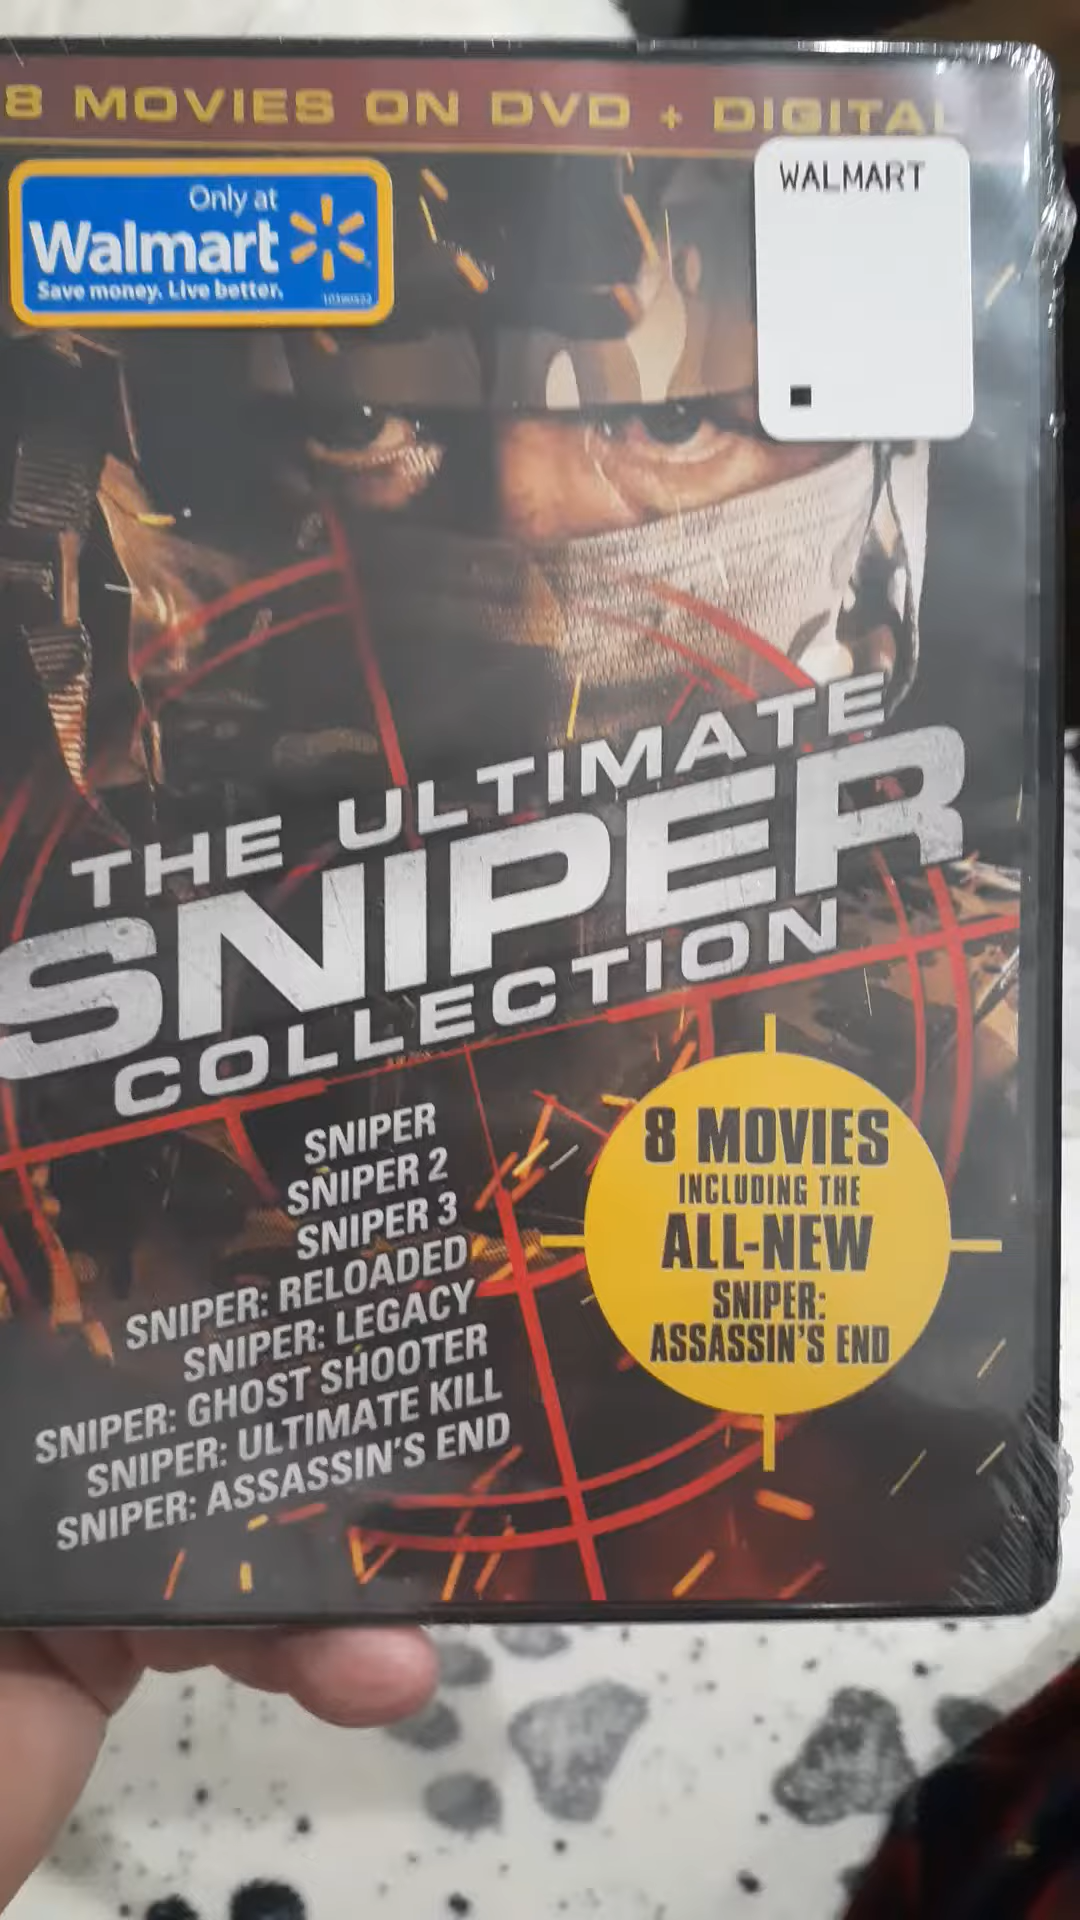 8 MOVIES ON DVD + DIGITAL
Only at
Walmart
Save money. Live better.
WALMART
THE ULTIMATE
SNIPER
COLLECTION
SNIPER
SNIPER 2
SNIPER 3
SNIPER: RELOADED
SNIPER: LEGACY
SNIPER: GHOST SHOOTER
SNIPER: ULTIMATE KILL
SNIPER: ASSASSIN'S END
8 MOVIES
INCLUDING THE
ALL-NEW
SNIPER:
ASSASSIN'S END